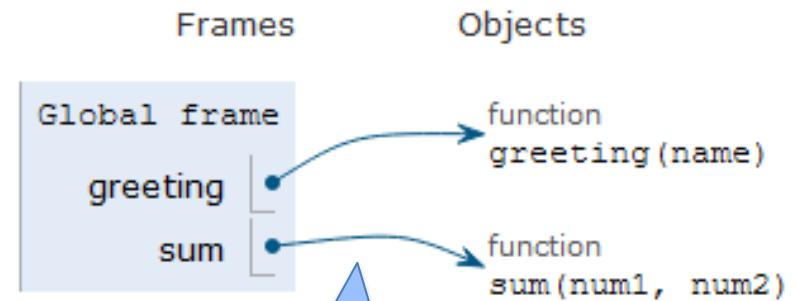 Frames Objects
Global frame
function
greeting(name)
greeting
sum
function
sum(num1, num2)